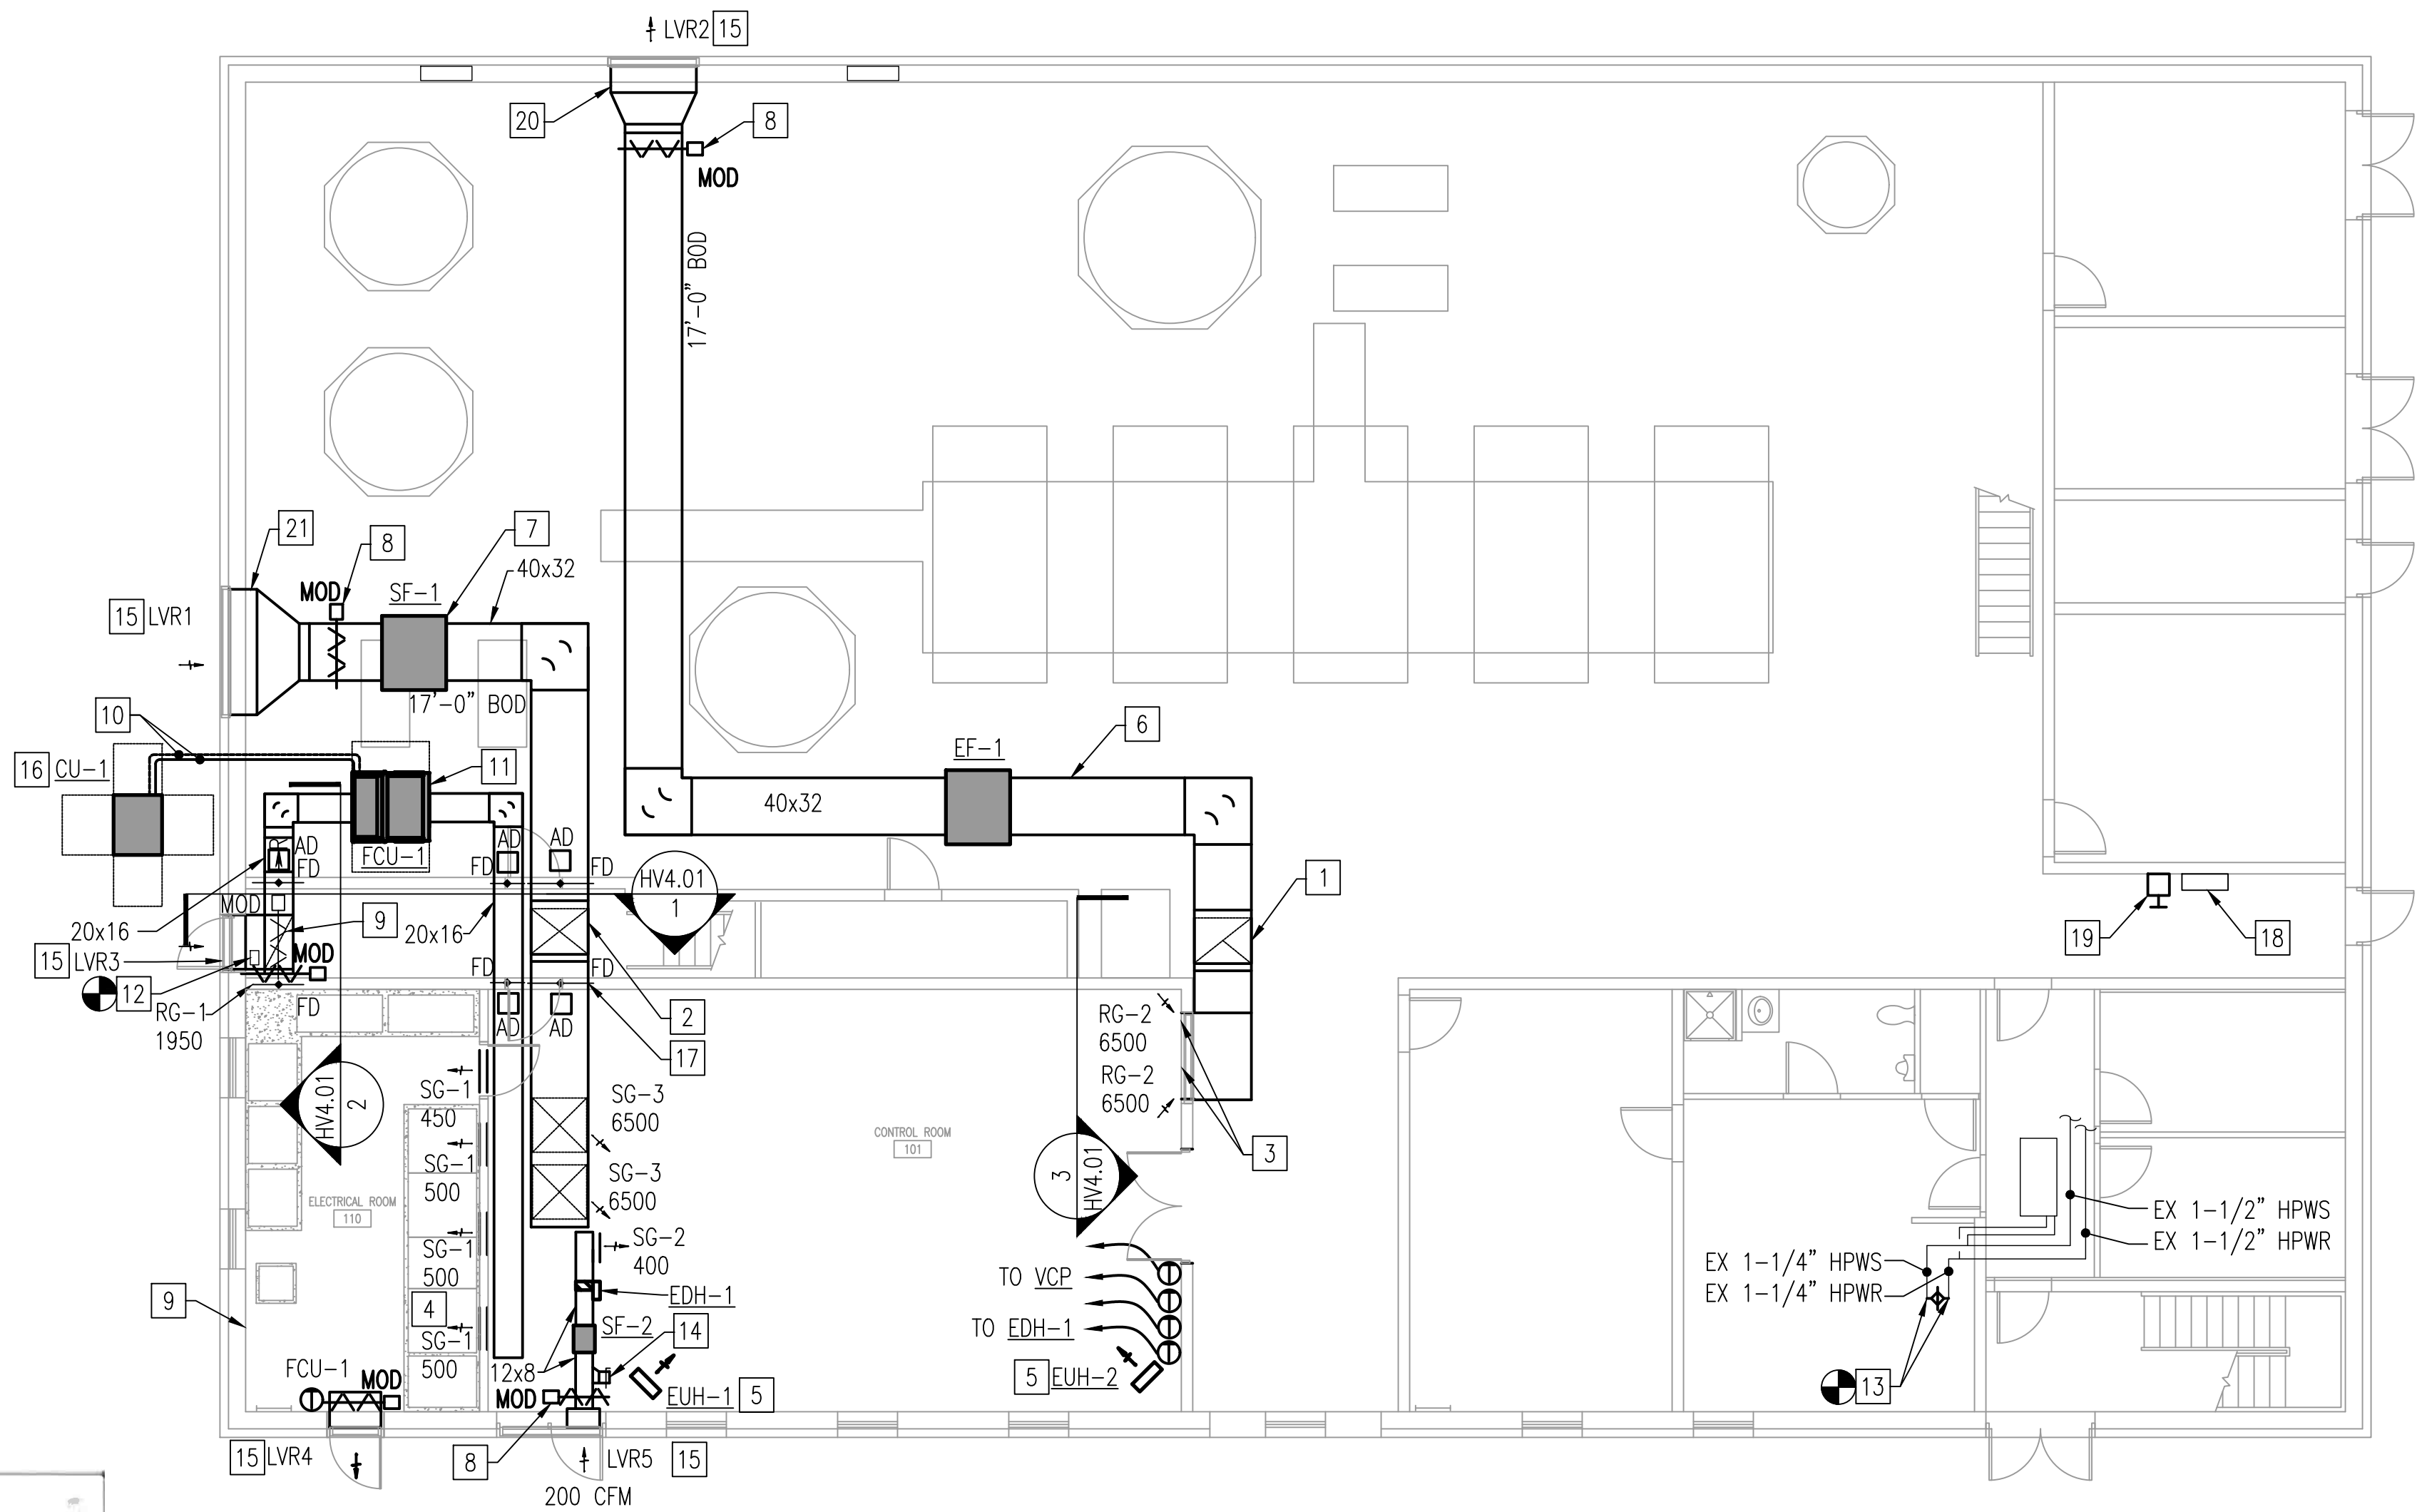 LVR2 15
20
8
MOD
17'-0" BOD
21
8
7
40x32
MOD
SF-1
15 LVR1
17'-0" BOD
10
6
EF-1
16 CU-1
11
40x32
FCU-1
AD
FD
AD
AD
FD
FD
HV4.01
1
1
MOD
9
20x16
20x16
15 LVR3
MOD
FD
FD
12
RG-1
1950
FD
AD
AD
2
17
19
18
RG-2
6500
RG-2
6500
3
HV4.01
2
SG-1
450
SG-1
500
SG-1
500
4
SG-1
500
SG-3
6500
SG-3
6500
CONTROL ROOM
101
3
HV4.01
ELECTRICAL ROOM
110
SG-2
400
EDH-1
SF-2
14
12x8
9
FCU-1
MOD
MOD
EUH-1 5
TO VCP
TO EDH-1
5 EUH-2
EX 1-1/2" HPWS
EX 1-1/2" HPWR
EX 1-1/4" HPWS
EX 1-1/4" HPWR
13
15 LVR4
8
LVR5 15
200 CFM